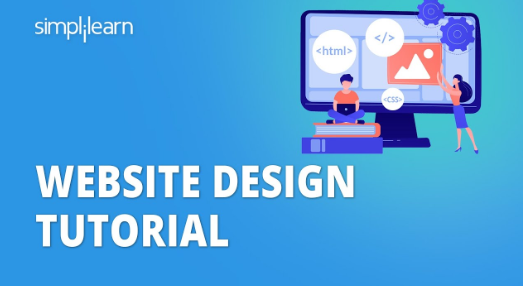 simplilearn
<html>
</>
<CSS>
WEBSITE DESIGN
TUTORIAL